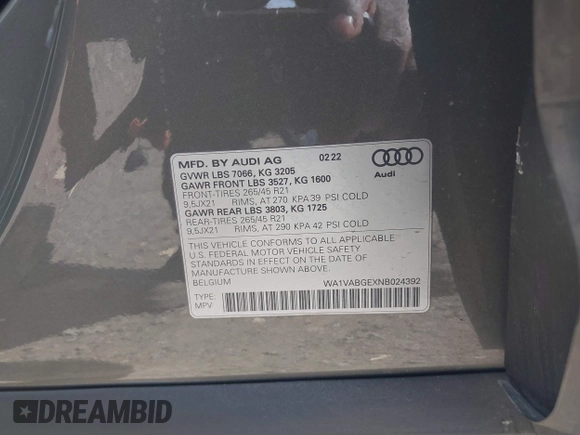 MFD. BY AUDI AG 02 22
GVWR LBS 7066, KG 3205
GAWR FRONT LBS 3527, KG 1600
FRONT-TIRES 265/45 R21
9,5JX21 RIMS, AT 270 KPA 39 PSI COLD
GAWR REAR LBS 3803, KG 1725
REAR-TIRES 265/45 R21
9,5JX21 RIMS, AT 290 KPA 42 PSI COLD
Audi
THIS VEHICLE CONFORMS TO ALL APPLICABLE
U.S. FEDERAL MOTOR VEHICLE SAFETY
STANDARDS IN EFFECT ON THE DATE OF
MANUFACTURE SHOWN ABOVE.
BELGIUM WA1VABGEXNB024392
TYPE:
MPV
DREAMBID